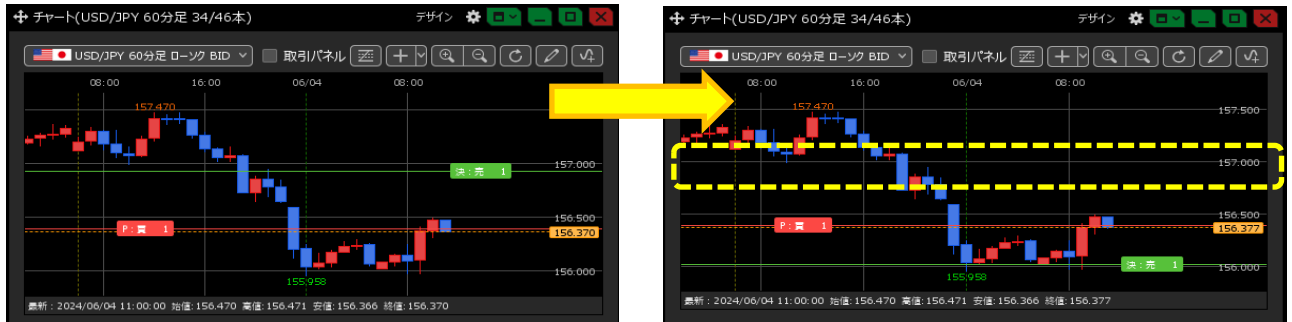 チャート(USD/JPY 60分足 34/46本)
デザイン
USD/JPY 60分足 ローソク BID
取引パネル
08:00 16:00 06/04 08:00
157.470
157.000
決:売 1
156.500
P:買 1
156.370
156.000
155.958
最新:2024/06/04 11:00:00 始値:156.470 高値:156.471 安値:156.366 終値:156.370
チャート(USD/JPY 60分足 34/46本)
デザイン
USD/JPY 60分足 ローソク BID
取引パネル
08:00 16:00 06/04 08:00
157.470
157.500
157.000
156.500
P:買 1
156.377
決:売 1
156.000
155.958
最新:2024/06/04 11:00:00 始値:156.470 高値:156.471 安値:156.366 終値:156.377